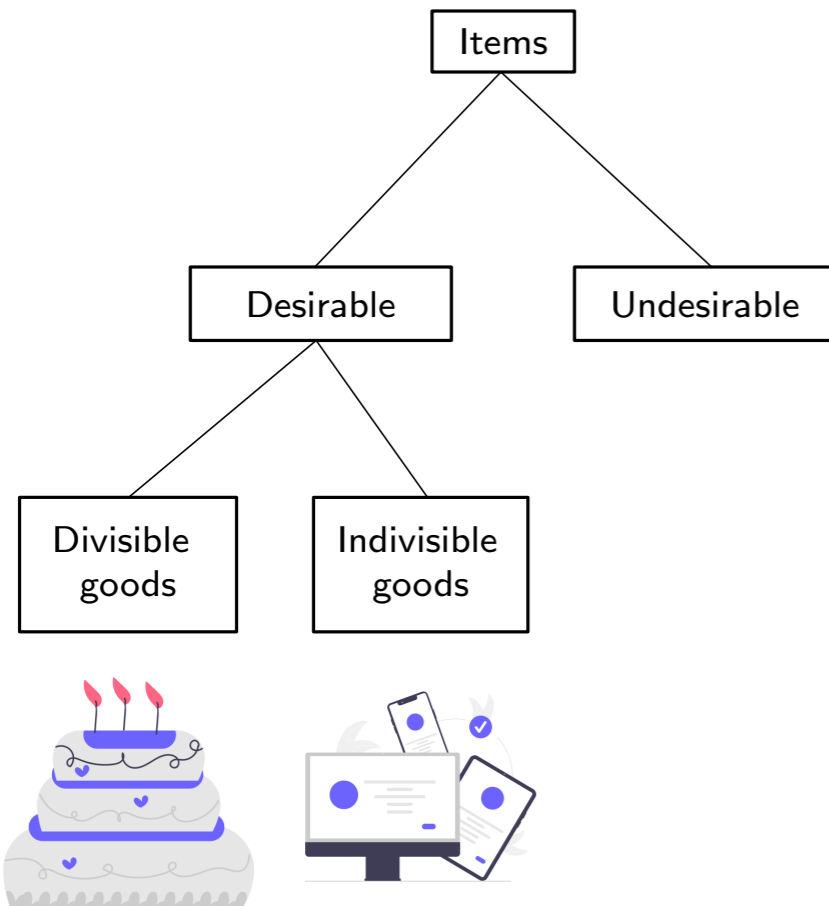 Items
Desirable
Undesirable
Divisible
goods
Indivisible
goods